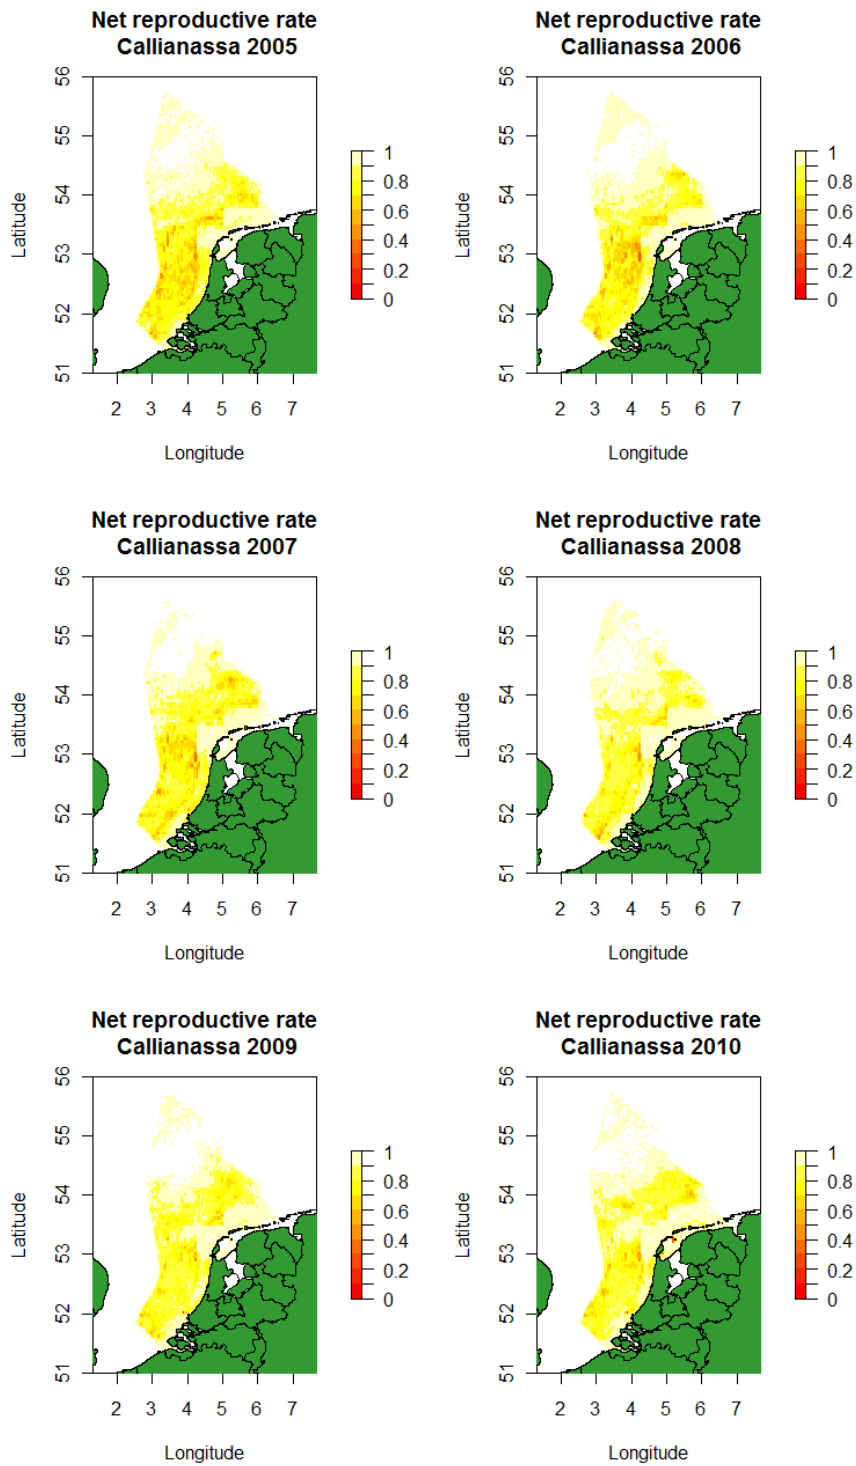 Net reproductive rate
Callianassa 2005
56
55
54
53
52
51
Latitude
2 3 4 5 6 7
Longitude
1
0.8
0.6
0.4
0.2
0
Net reproductive rate
Callianassa 2006
56
55
54
53
52
51
Latitude
2 3 4 5 6 7
Longitude
1
0.8
0.6
0.4
0.2
0
Net reproductive rate
Callianassa 2007
56
55
54
53
52
51
Latitude
2 3 4 5 6 7
Longitude
1
0.8
0.6
0.4
0.2
0
Net reproductive rate
Callianassa 2008
56
55
54
53
52
51
Latitude
2 3 4 5 6 7
Longitude
1
0.8
0.6
0.4
0.2
0
Net reproductive rate
Callianassa 2009
56
55
54
53
52
51
Latitude
2 3 4 5 6 7
Longitude
1
0.8
0.6
0.4
0.2
0
Net reproductive rate
Callianassa 2010
56
55
54
53
52
51
Latitude
2 3 4 5 6 7
Longitude
1
0.8
0.6
0.4
0.2
0